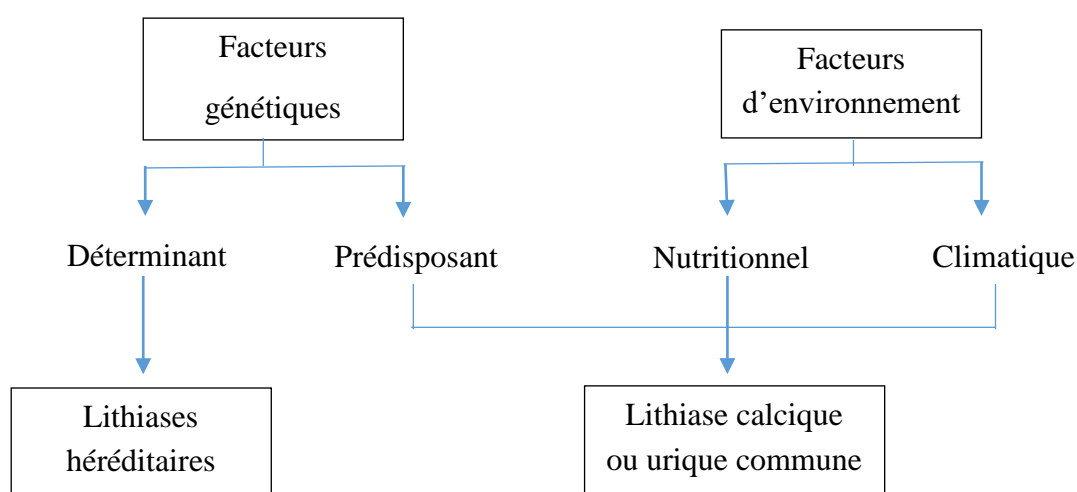 Facteurs
génétiques
Facteurs
d’environnement
Déterminant
Prédisposant
Nutritionnel
Climatique
Lithiases
héréditaires
Lithiase calcique
ou urique commune